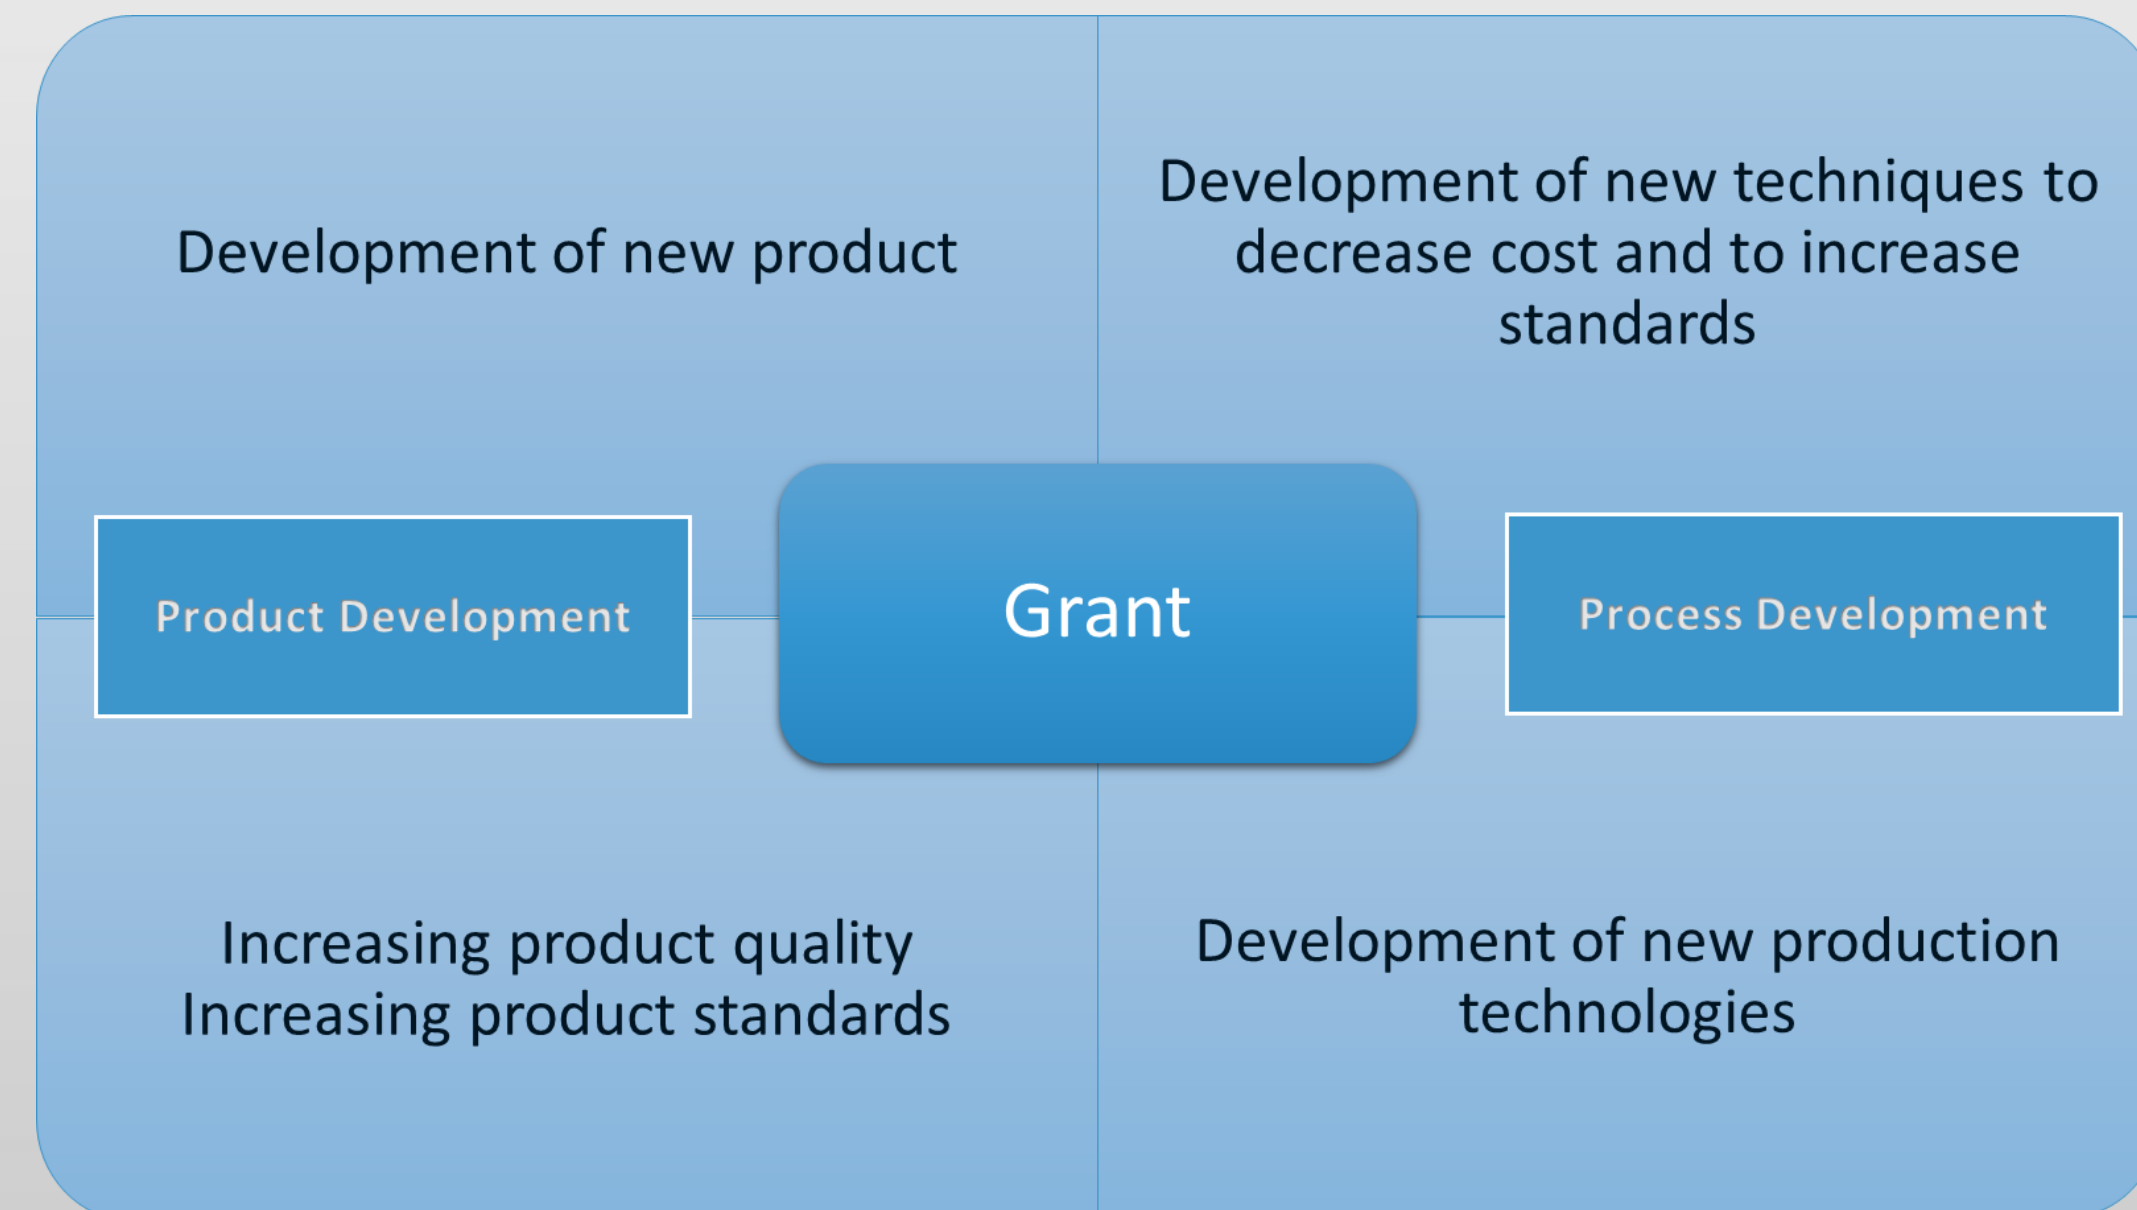 Development of new product
Development of new techniques to
decrease cost and to increase
standards
Product Development
Grant
Process Development
Increasing product quality
Increasing product standards
Development of new production
technologies